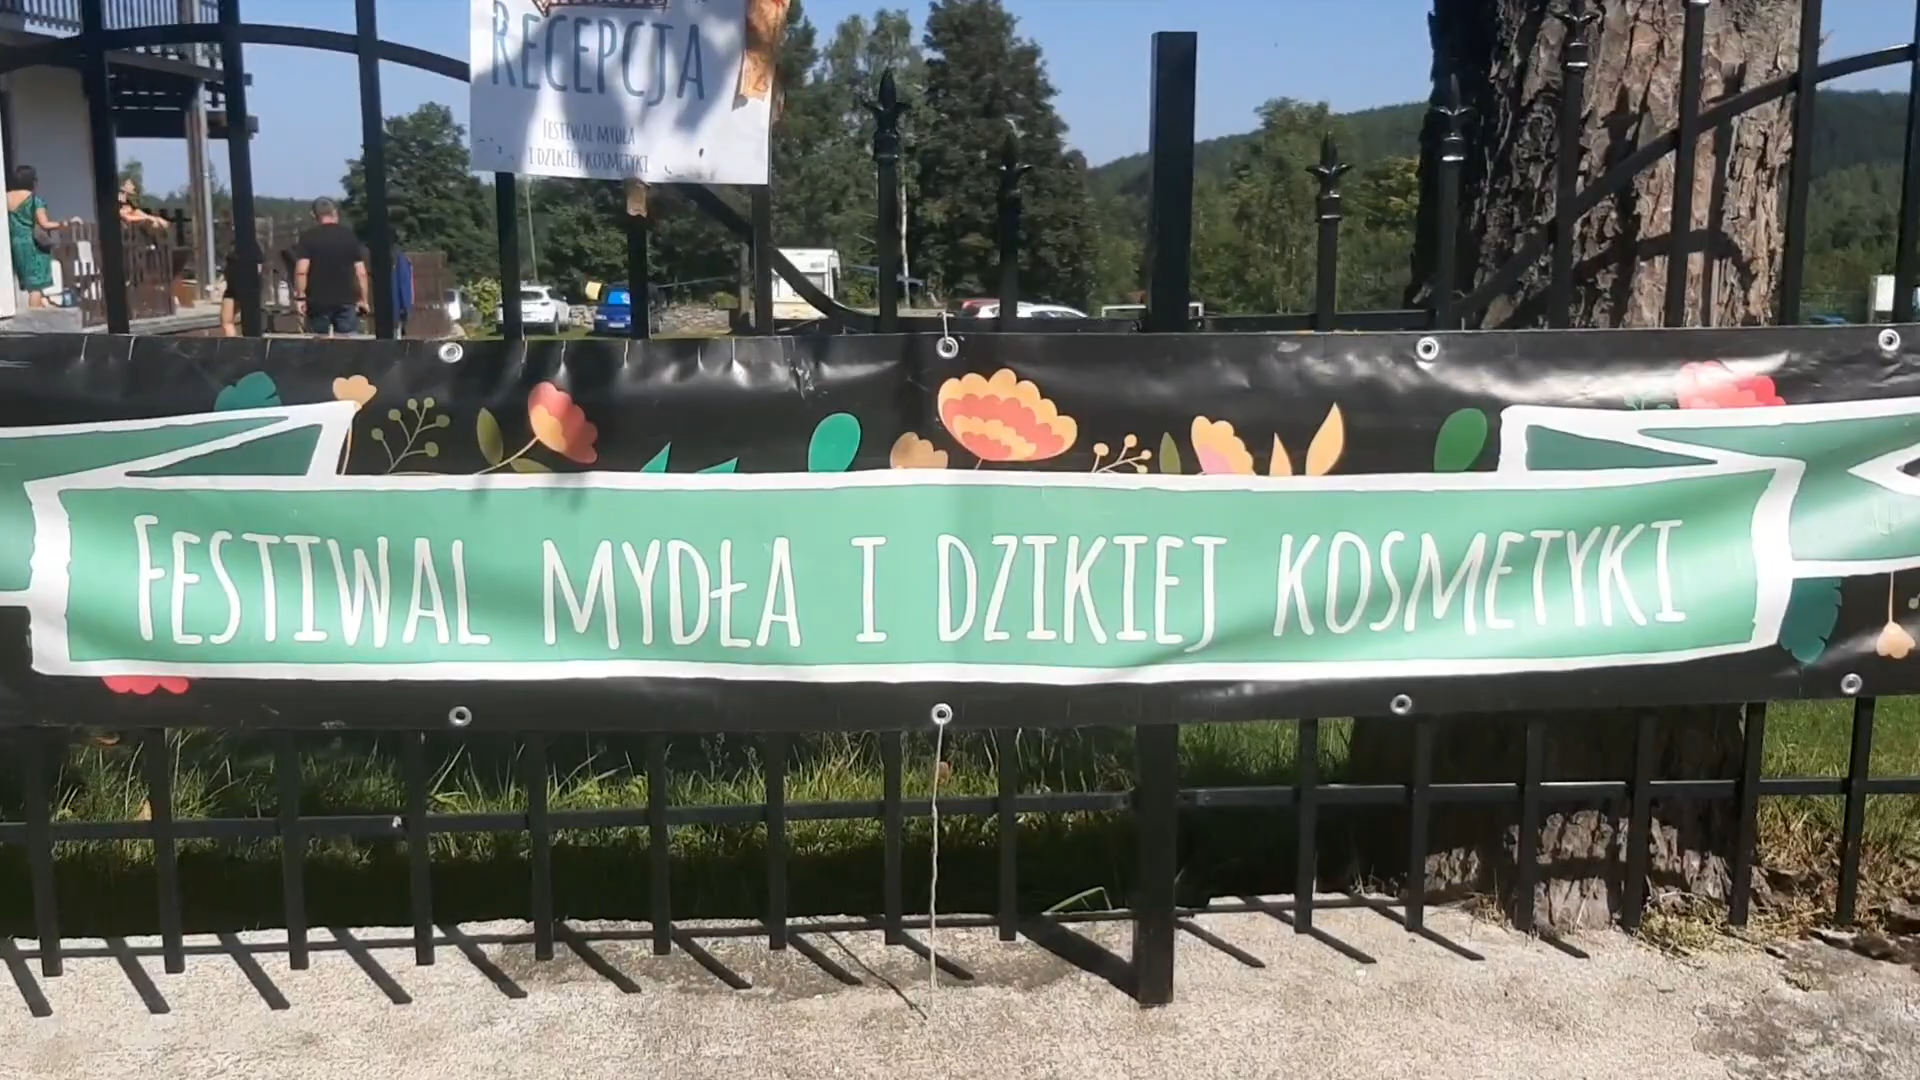 RECEPCJA
FESTIWAL MYDŁA
I DZIKIEJ KOSMETYKI
FESTIWAL MYDŁA I DZIKIEJ KOSMETYKI